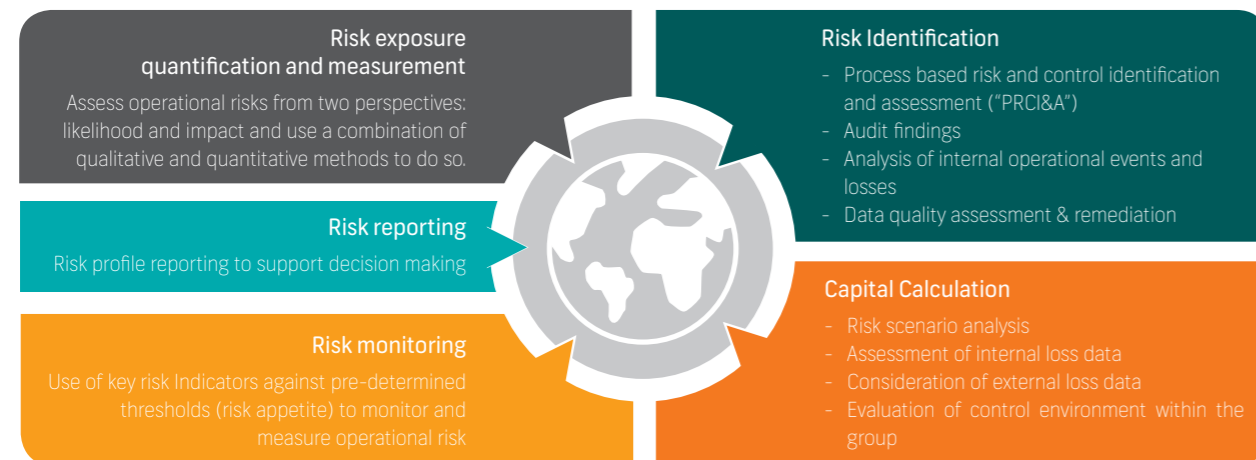 Risk exposure
quantification and measurement
Assess operational risks from two perspectives:
likelihood and impact and use a combination of
qualitative and quantitative methods to do so.
Risk reporting
Risk profile reporting to support decision making
Risk monitoring
Use of key risk Indicators against pre-determined
thresholds (risk appetite) to monitor and
measure operational risk
Risk Identification
- Process based risk and control identification
and assessment ("PRCI&A")
- Audit findings
- Analysis of internal operational events and
losses
- Data quality assessment & remediation
Capital Calculation
- Risk scenario analysis
- Assessment of internal loss data
- Consideration of external loss data
- Evaluation of control environment within the
group